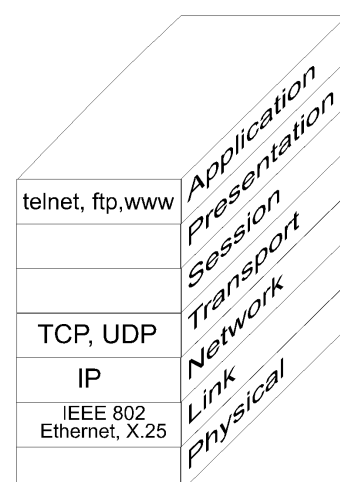 Application
telnet, ftp,www
Presentation
Session
Transport
TCP, UDP
Network
IP
Link
IEEE 802
Ethernet, X.25
Physical